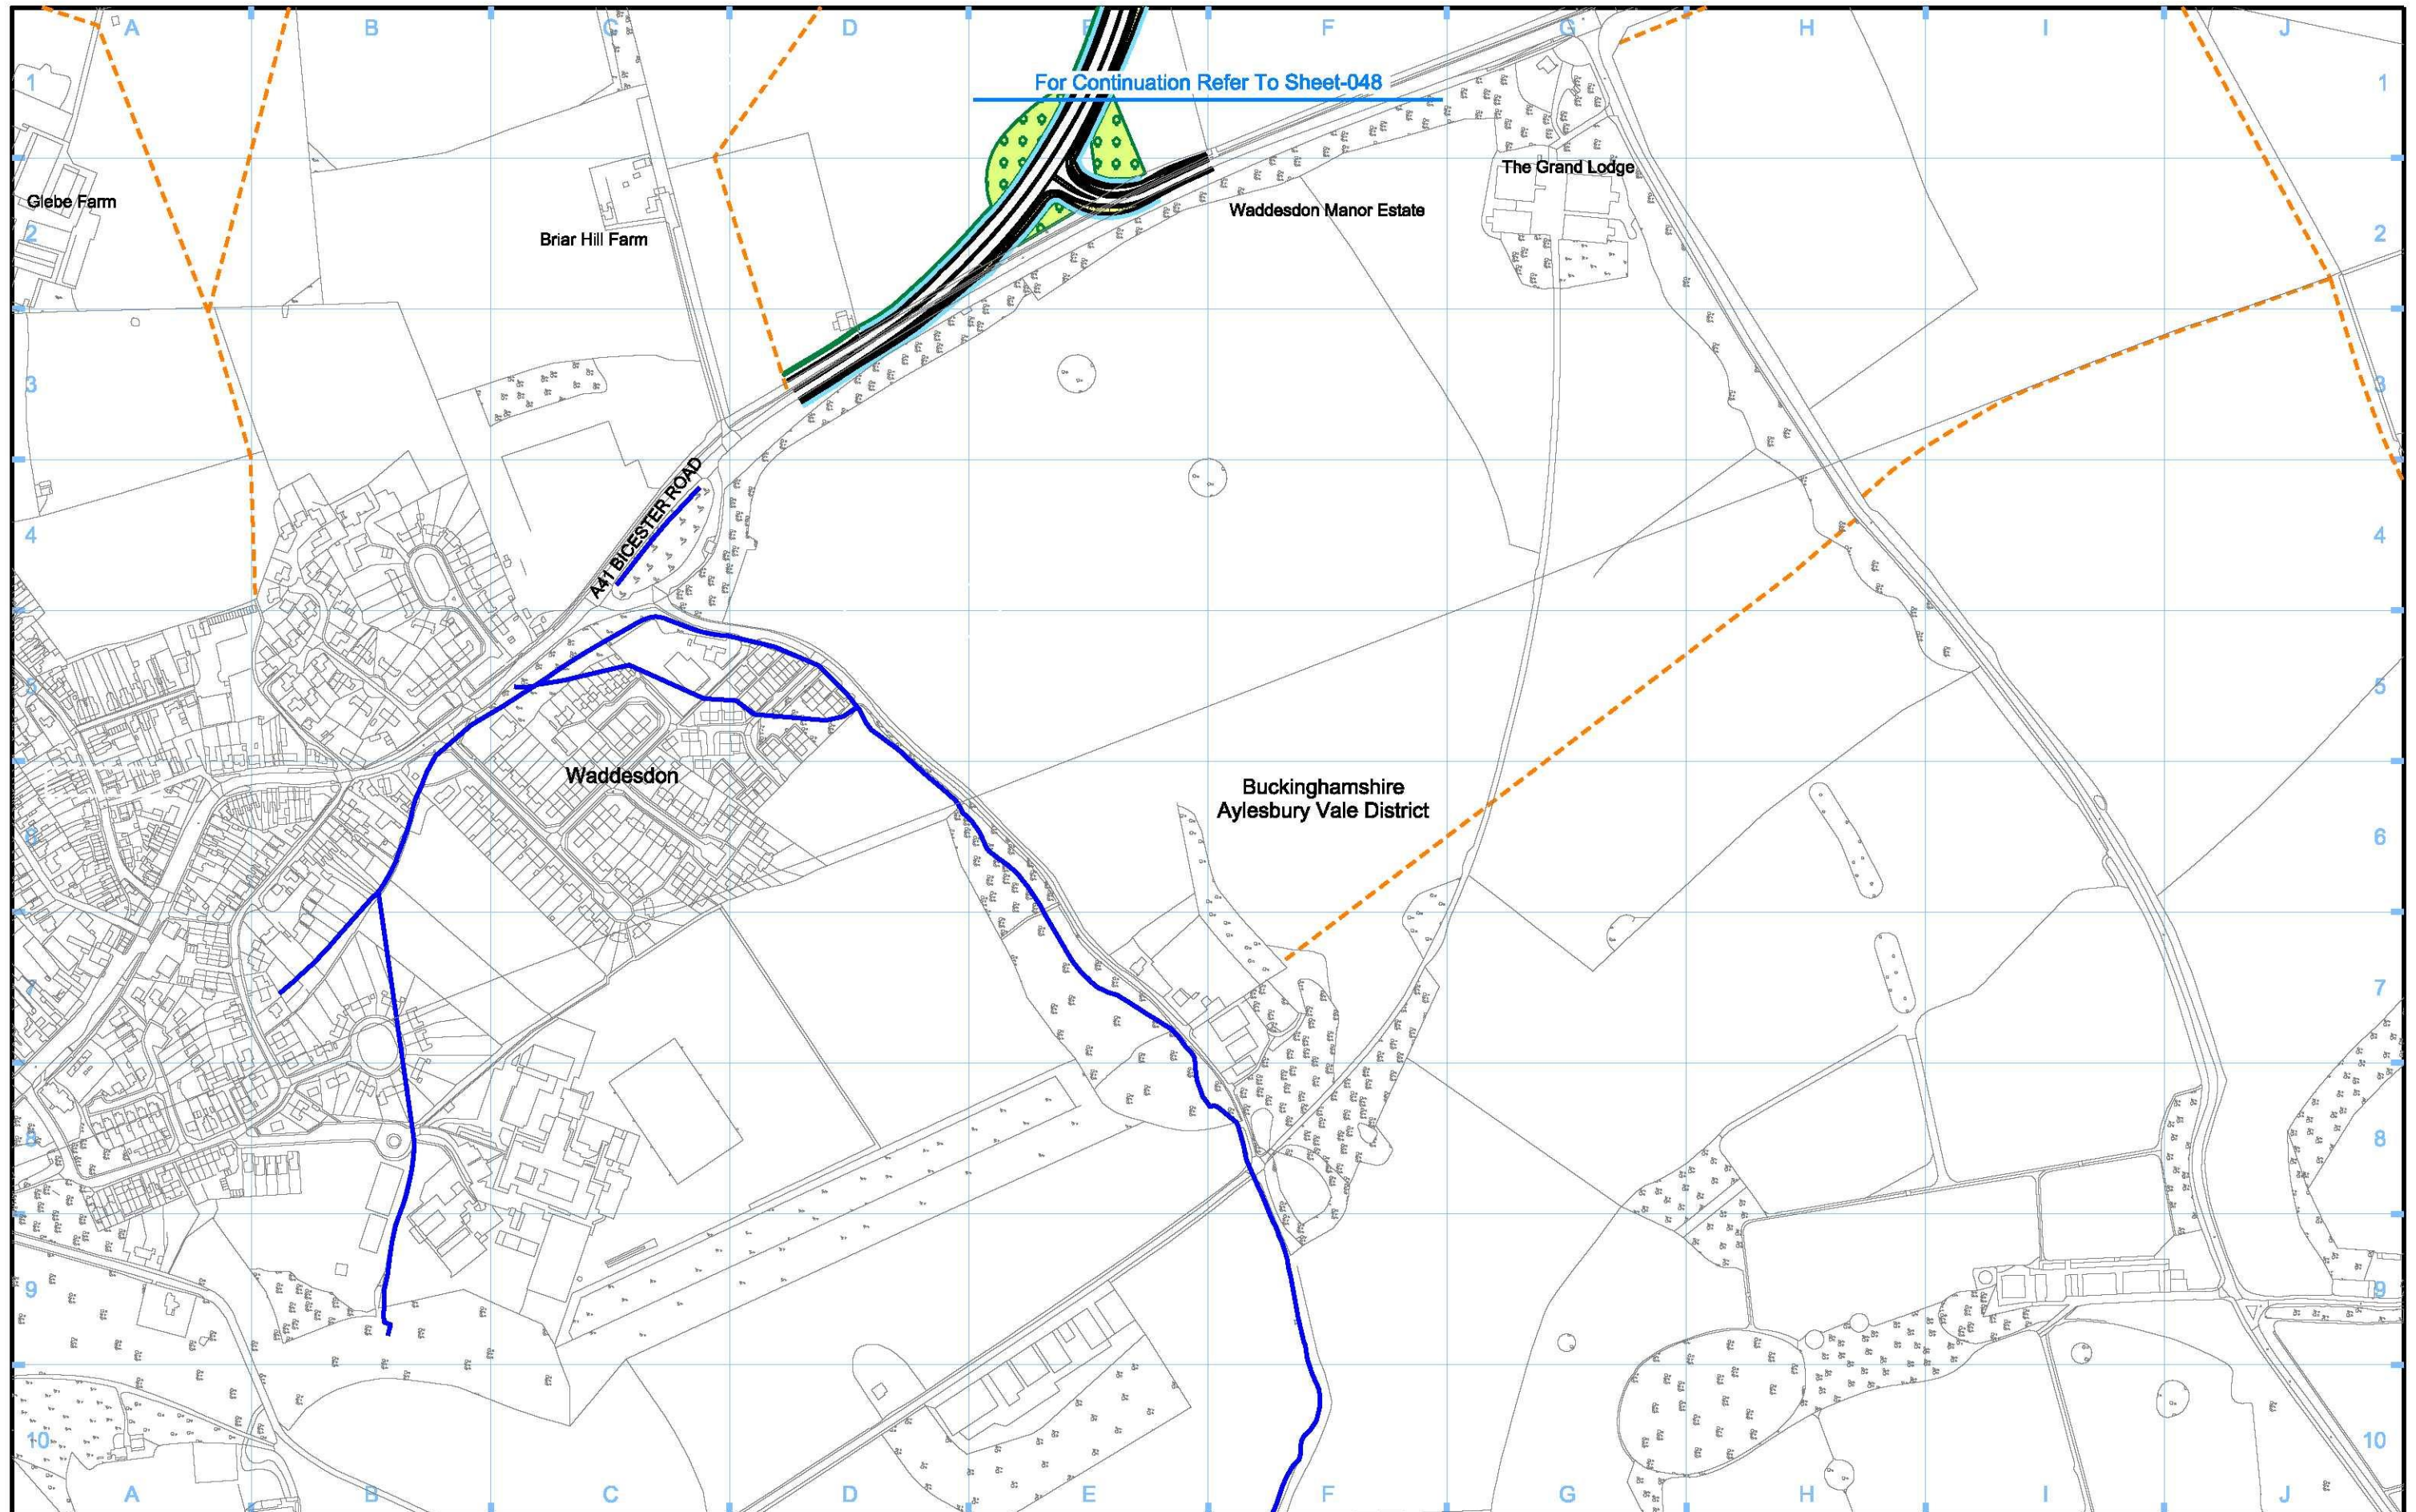 A B C D E F G H I J
For Continuation Refer To Sheet-048
1 1
The Grand Lodge
Glebe Farm
Waddesdon Manor Estate
2 2
Briar Hill Farm
3 3
A41 BICESTER ROAD
4 4
5 5
Waddesdon
Buckinghamshire
Aylesbury Vale District
6 6
7 7
8 8
9 9
10 10
A B C D E F G H I J